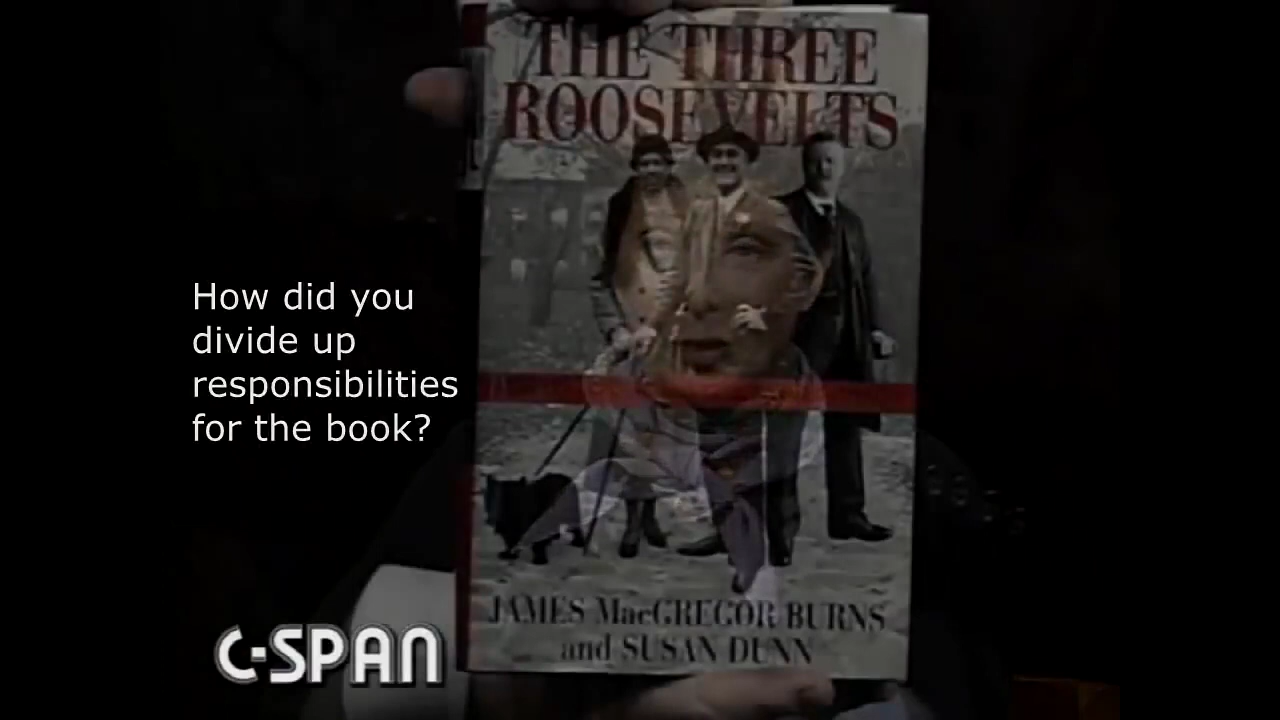 THE THREE
ROOSEVELTS
How did you
divide up
responsibilities
for the book?
JAMES MacGREGOR BURNS
and SUSAN DUNN
C-SPAN